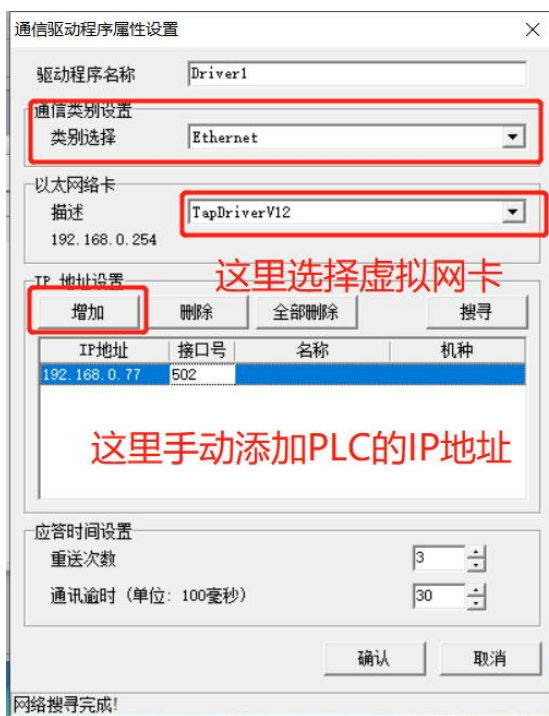 通信驱动程序属性设置
驱动程序名称 Driver1
通信类别设置
类别选择 Ethernet
以太网络卡
描述 TapDriverV12
192.168.0.254
这里选择虚拟网卡
IP 地址设置
增加 删除 全部删除 搜寻
IP地址 接口号 名称 机种
192.168.0.77 502
这里手动添加PLC的IP地址
应答时间设置
重送次数 3
通讯逾时（单位：100毫秒） 30
确认 取消
网络搜寻完成!